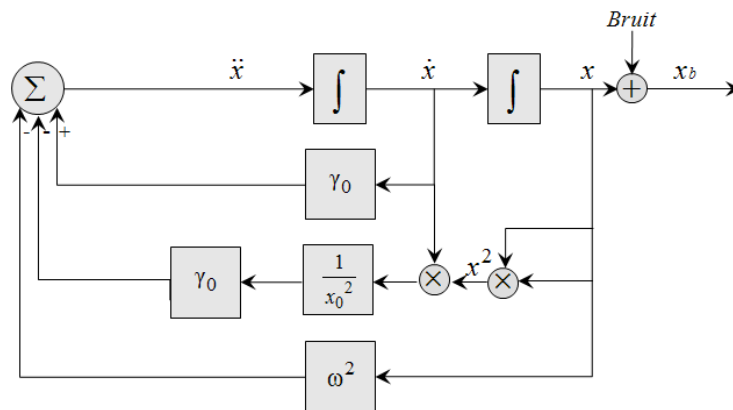 Bruit
ẍ ẋ x x_b
Σ ∫ ∫ +
- - +
γ₀
x²
γ₀ 1/x₀² × ×
ω²